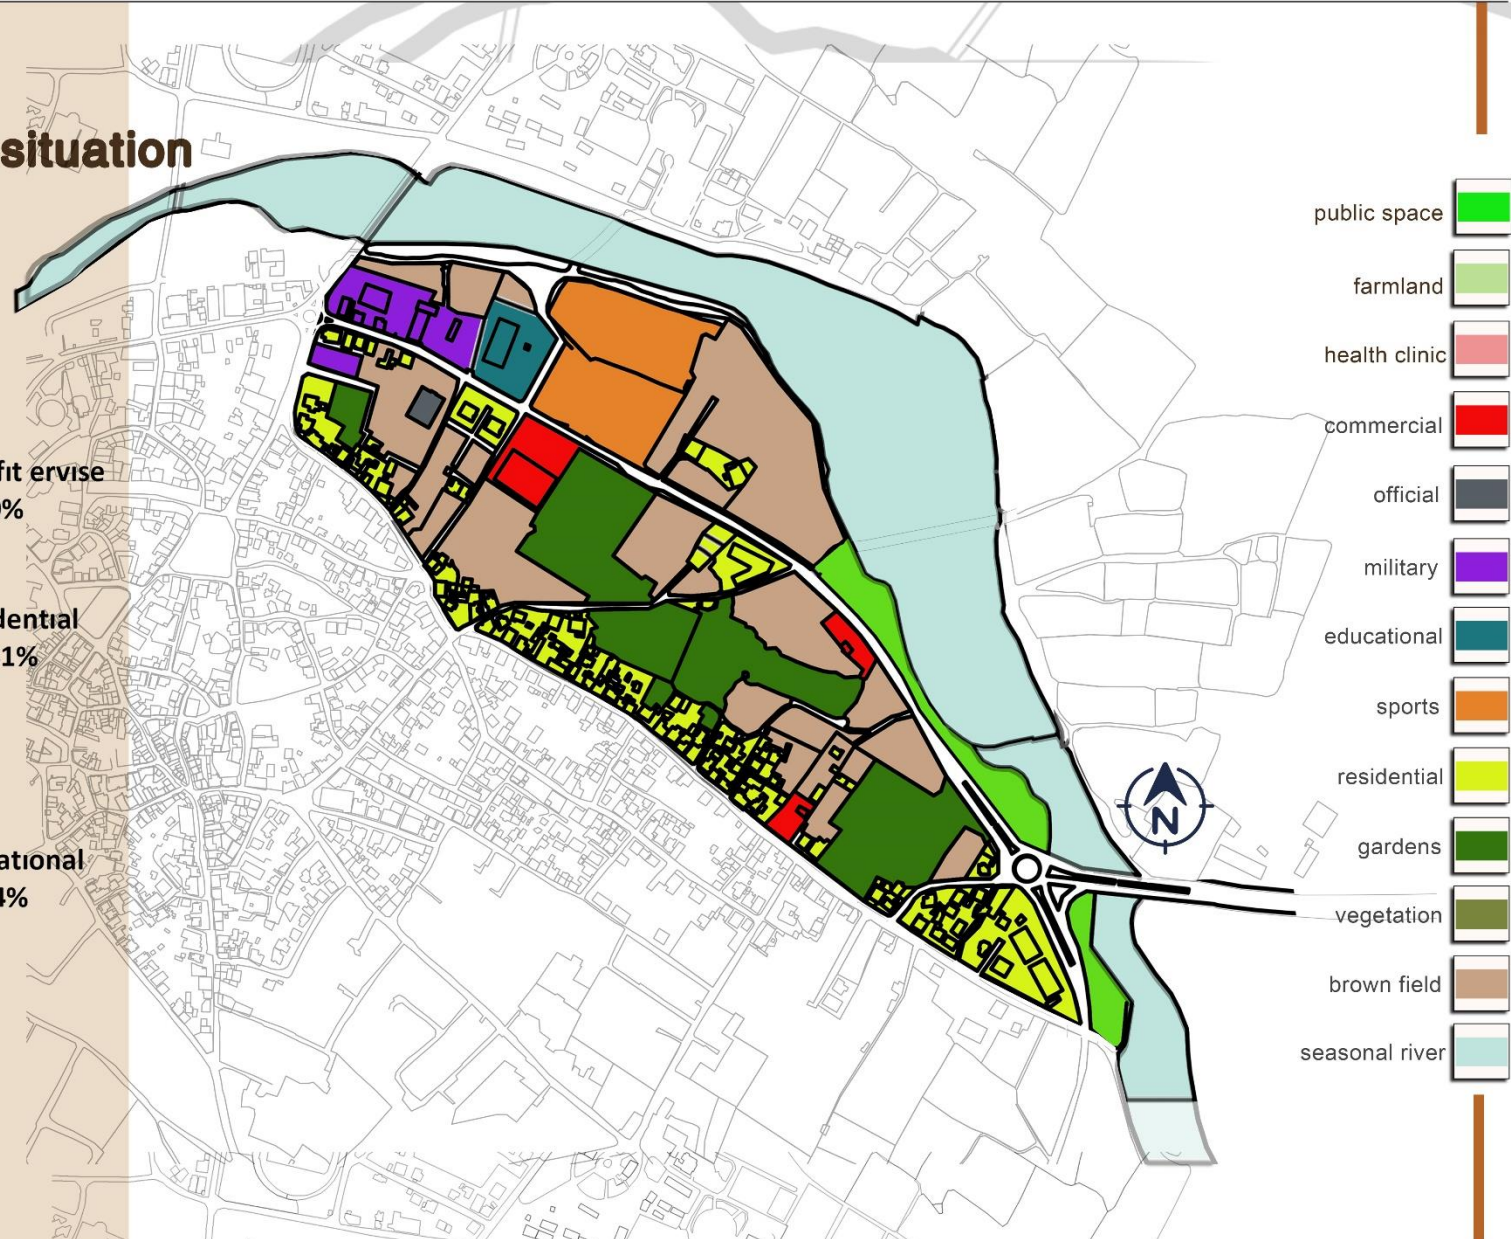 situation
fit ervise
%
dential
1%
ational
4%
public space
farmland
health clinic
commercial
official
military
educational
sports
residential
gardens
vegetation
brown field
seasonal river
N